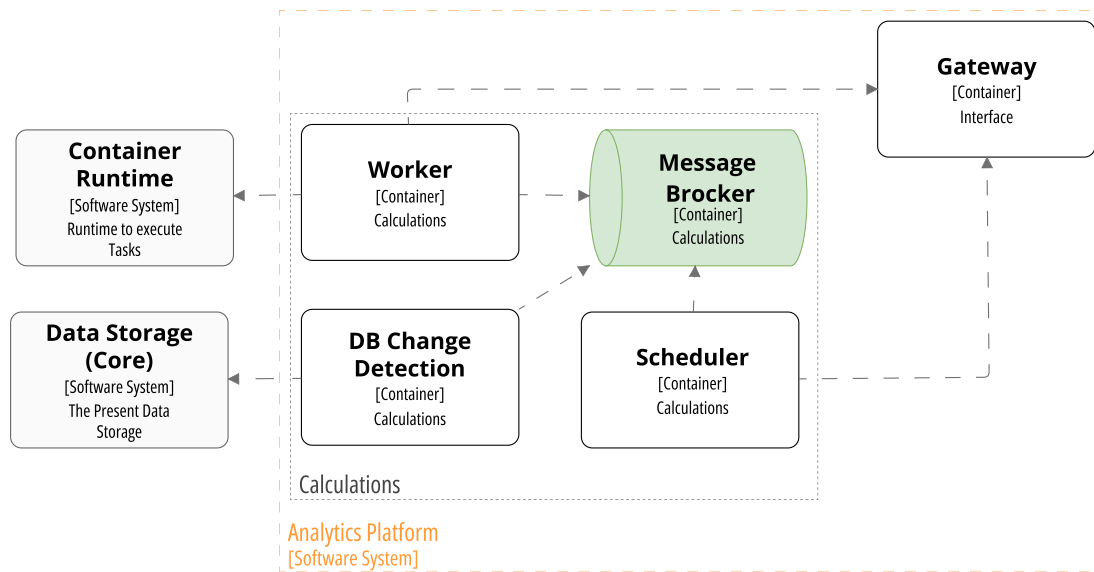 Gateway
[Container]
Interface
Container
Runtime
[Software System]
Runtime to execute
Tasks
Worker
[Container]
Calculations
Message
Brocker
[Container]
Calculations
Data Storage
(Core)
[Software System]
The Present Data
Storage
DB Change
Detection
[Container]
Calculations
Scheduler
[Container]
Calculations
Calculations
Analytics Platform
[Software System]